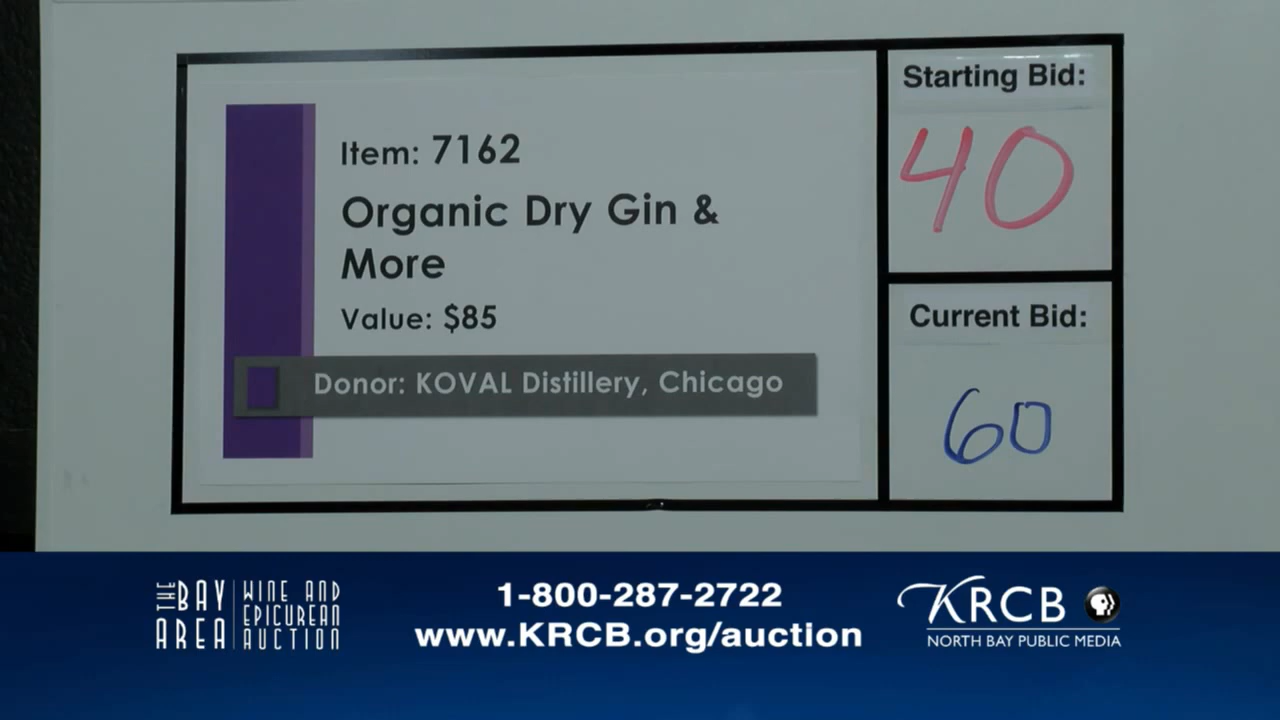 Item: 7162
Organic Dry Gin &
More
Value: $85
Donor: KOVAL Distillery, Chicago
Starting Bid:
40
Current Bid:
60
THE BAY AREA
WINE AND
EPICUREAN
AUCTION
1-800-287-2722
www.KRCB.org/auction
KRCB
NORTH BAY PUBLIC MEDIA